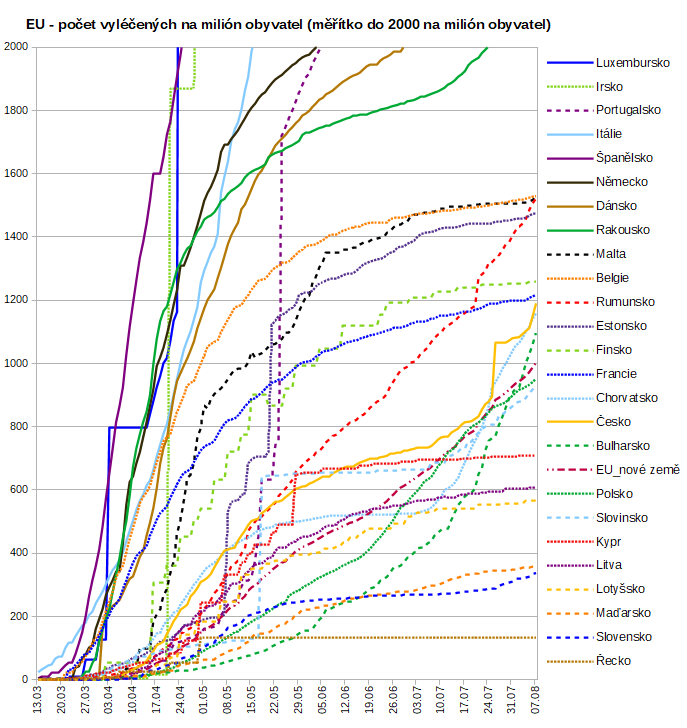 EU - počet vyléčených na milión obyvatel (měřítko do 2000 na milión obyvatel)
2000
1800
1600
1400
1200
1000
800
600
400
200
0
13.03
20.03
27.03
03.04
10.04
17.04
24.04
01.05
08.05
15.05
22.05
29.05
05.06
12.06
19.06
26.06
03.07
10.07
17.07
24.07
31.07
07.08
Luxembursko
Irsko
Portugalsko
Itálie
Španělsko
Německo
Dánsko
Rakousko
Malta
Belgie
Rumunsko
Estonsko
Finsko
Francie
Chorvatsko
Česko
Bulharsko
EU_nové země
Polsko
Slovinsko
Kypr
Litva
Lotyšsko
Maďarsko
Slovensko
Řecko